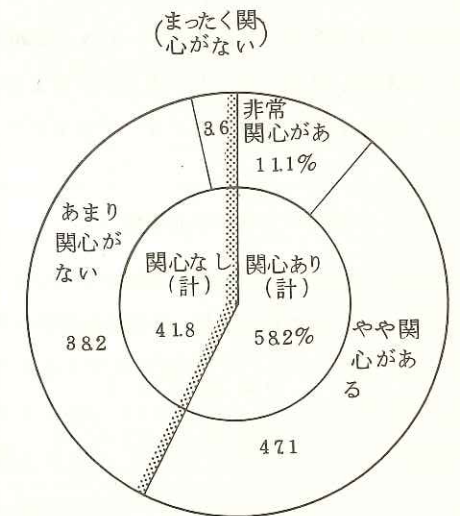 (まったく関
心がない)
3.6
非常
関心があ
11.1%
あまり
関心が
ない
38.2
関心なし
(計)
41.8
関心あり
(計)
58.2%
やや関
心があ
る
47.1